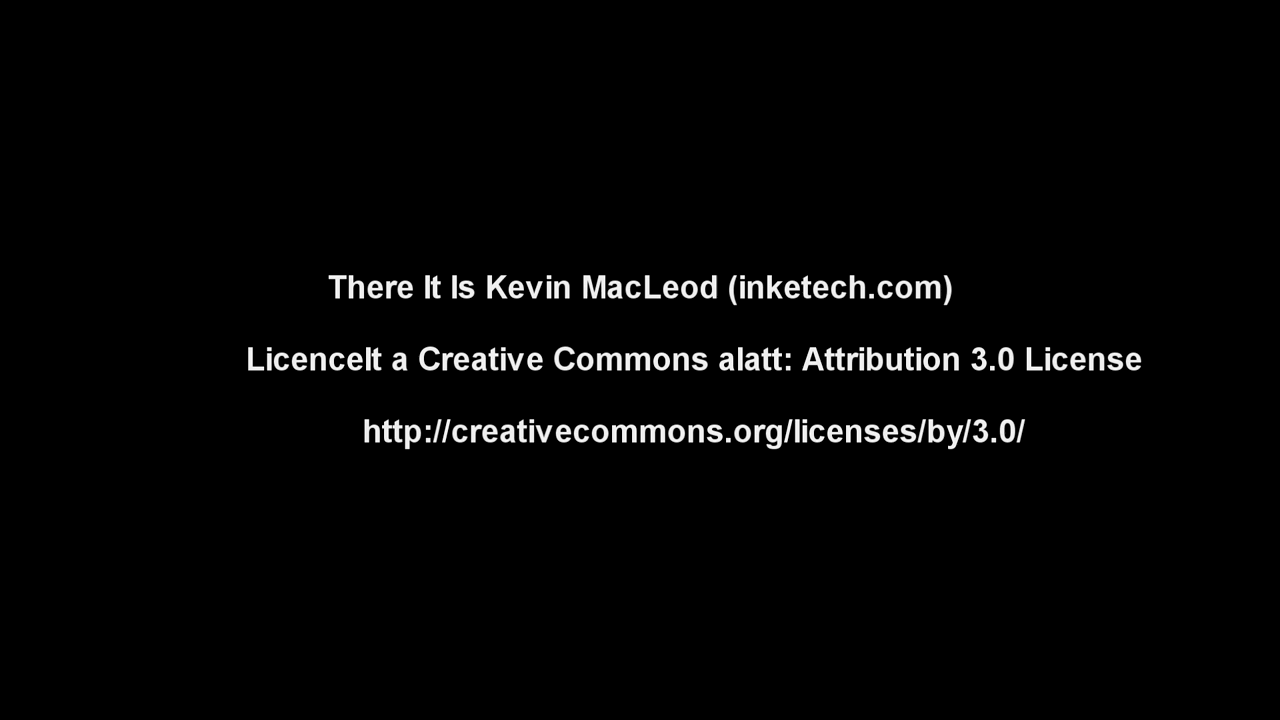 There It Is Kevin MacLeod (inketech.com)
LicenceIt a Creative Commons alatt: Attribution 3.0 License
http://creativecommons.org/licenses/by/3.0/